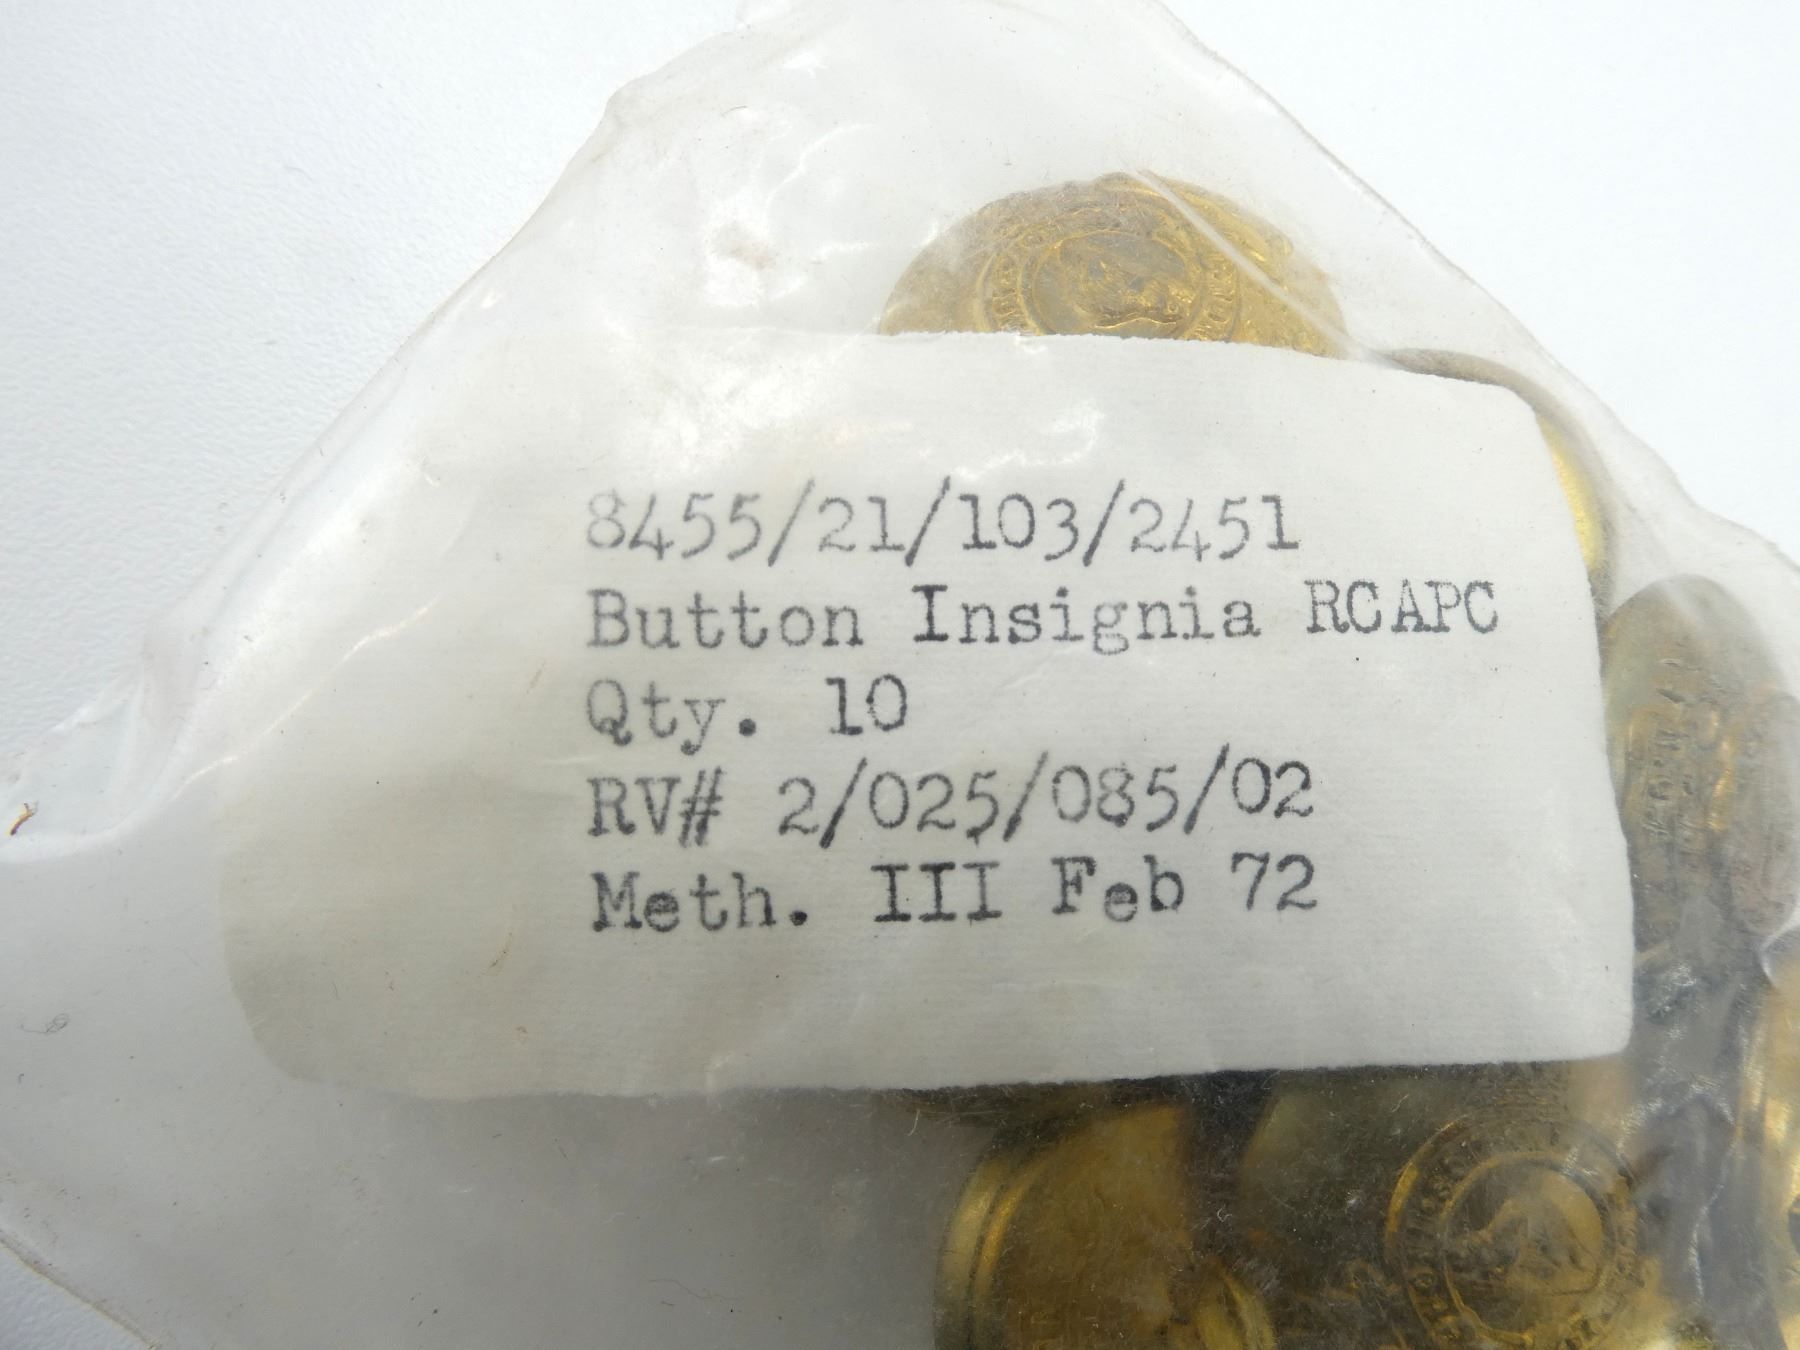 8455/21/103/2451
Button Insignia RCAPC
Qty. 10
RV# 2/025/085/02
Meth. III Feb 72